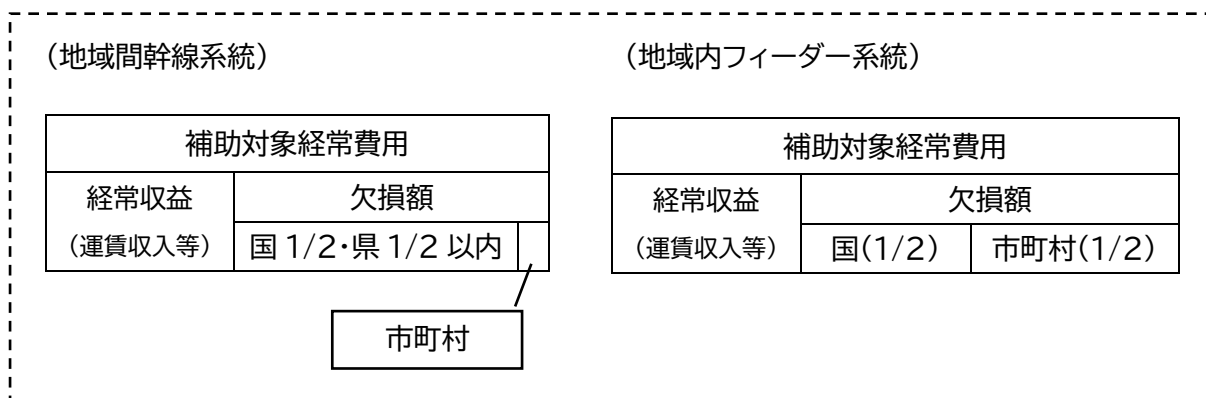 （地域間幹線系統）
補助対象経常費用
経常収益
（運賃収入等）
欠損額
国 1/2・県 1/2 以内
市町村
（地域内フィーダー系統）
補助対象経常費用
経常収益
（運賃収入等）
欠損額
国(1/2)
市町村(1/2)